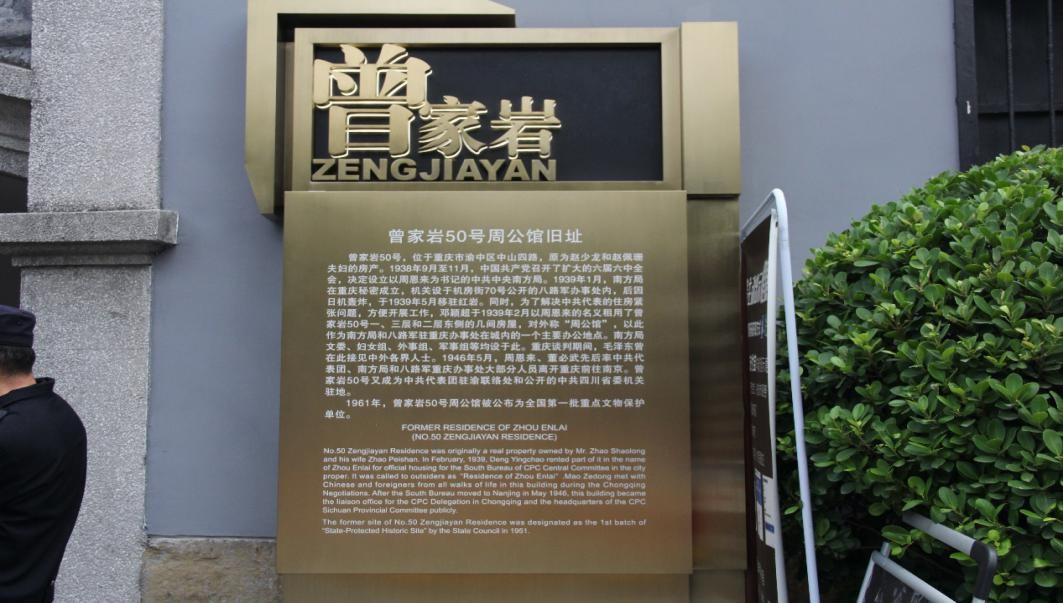 曾家岩
ZENGJIAYAN
曾家岩50号周公馆旧址
曾家岩50号，位于重庆市渝中区中山四路，原为赵少龙和赵佩珊
夫妇的房产。1938年9月至11月，中国共产党召开了扩大的六届六中全
会，决定设立以周恩来为书记的中共中央南方局。1939年1月，南方局
在重庆秘密成立，机关设于机房街70号公开的八路军办事处内，后因
日机轰炸，于1939年5月移驻红岩。同时，为了解决中共代表的住房紧
张问题，方便开展工作，邓颖超于1939年2月以周恩来的名义租用了曾
家岩50号一、三层和二层东侧的几间房屋，对外称“周公馆”，以此
作为南方局和八路军驻重庆办事处在城内的一个主要办公地点。南方局
文委、妇女组、外事组、军事组等均设于此。重庆谈判期间，毛泽东曾
在此接见中外各界人士。1946年5月，周恩来、董必武先后率中共代
表团、南方局和八路军重庆办事处大部分人员离开重庆前往南京。曾
家岩50号又成为中共代表团驻渝联络处和公开的中共四川省委机关
驻地。
1961年，曾家岩50号周公馆被公布为全国第一批重点文物保护
单位。
FORMER RESIDENCE OF ZHOU ENLAI
(NO.50 ZENGJIAYAN RESIDENCE)
No.50 Zengjiayan Residence was originally a real property owned by Mr. Zhao Shaolong
and his wife Zhao Peishan. In February, 1939, Deng Yingchao rented part of it in the name
of Zhou Enlai for official housing for the South Bureau of CPC Central Committee in the city
proper. It was called to outsiders as "Residence of Zhou Enlai" .Mao Zedong met with
Chinese and foreigners from all walks of life in this building during the Chongqing
Negotiations. After the South Bureau moved to Nanjing in May 1946, this building became
the liaison office for the CPC Delegation in Chongqing and the headquarters of the CPC
Sichuan Provincial Committee publicly.
The former site of No.50 Zengjiayan Residence was designated as the 1st batch of
"State-Protected Historic Site" by the State Council in 1951.